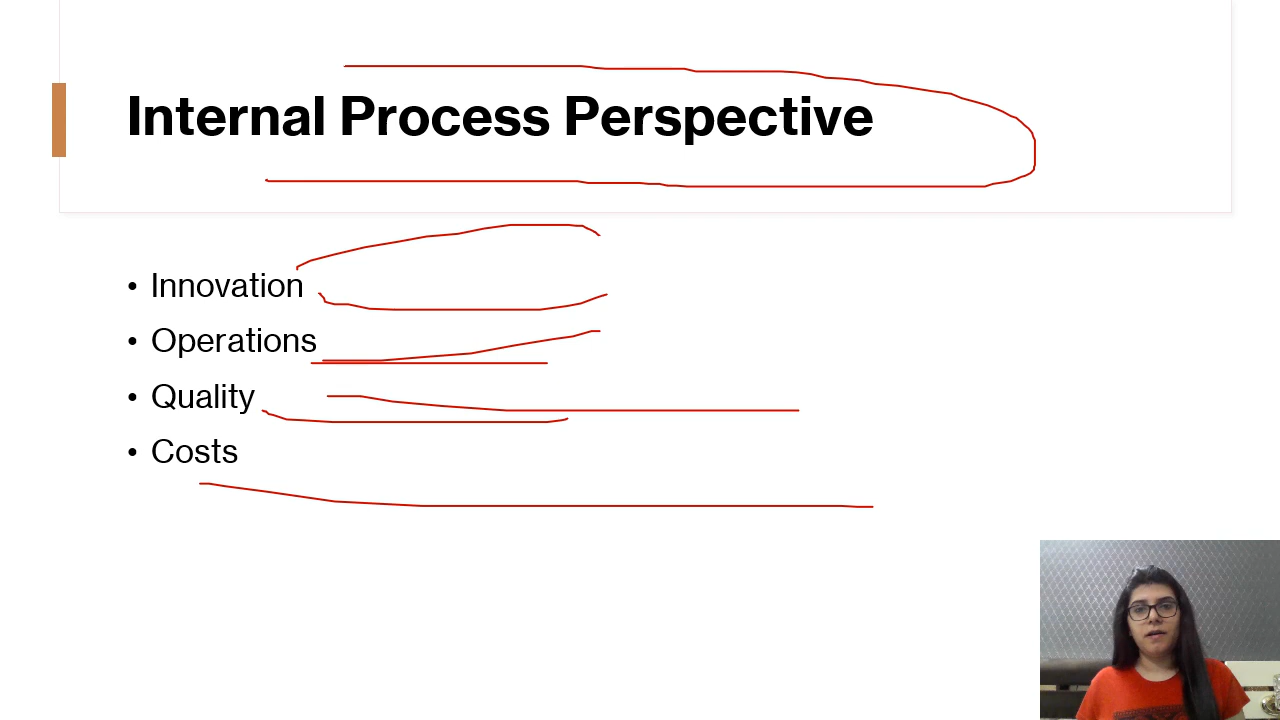 Internal Process Perspective
• Innovation
• Operations
• Quality
• Costs